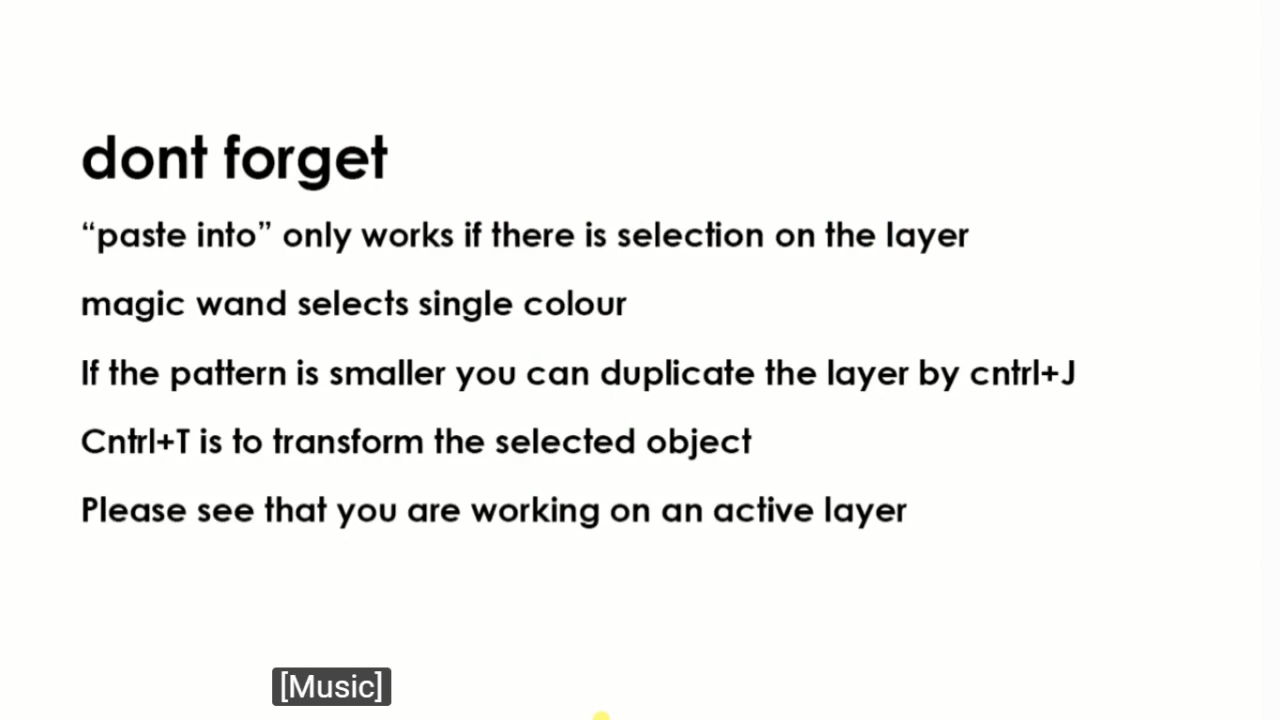 dont forget
“paste into” only works if there is selection on the layer
magic wand selects single colour
If the pattern is smaller you can duplicate the layer by cntrl+J
Cntrl+T is to transform the selected object
Please see that you are working on an active layer
[Music]